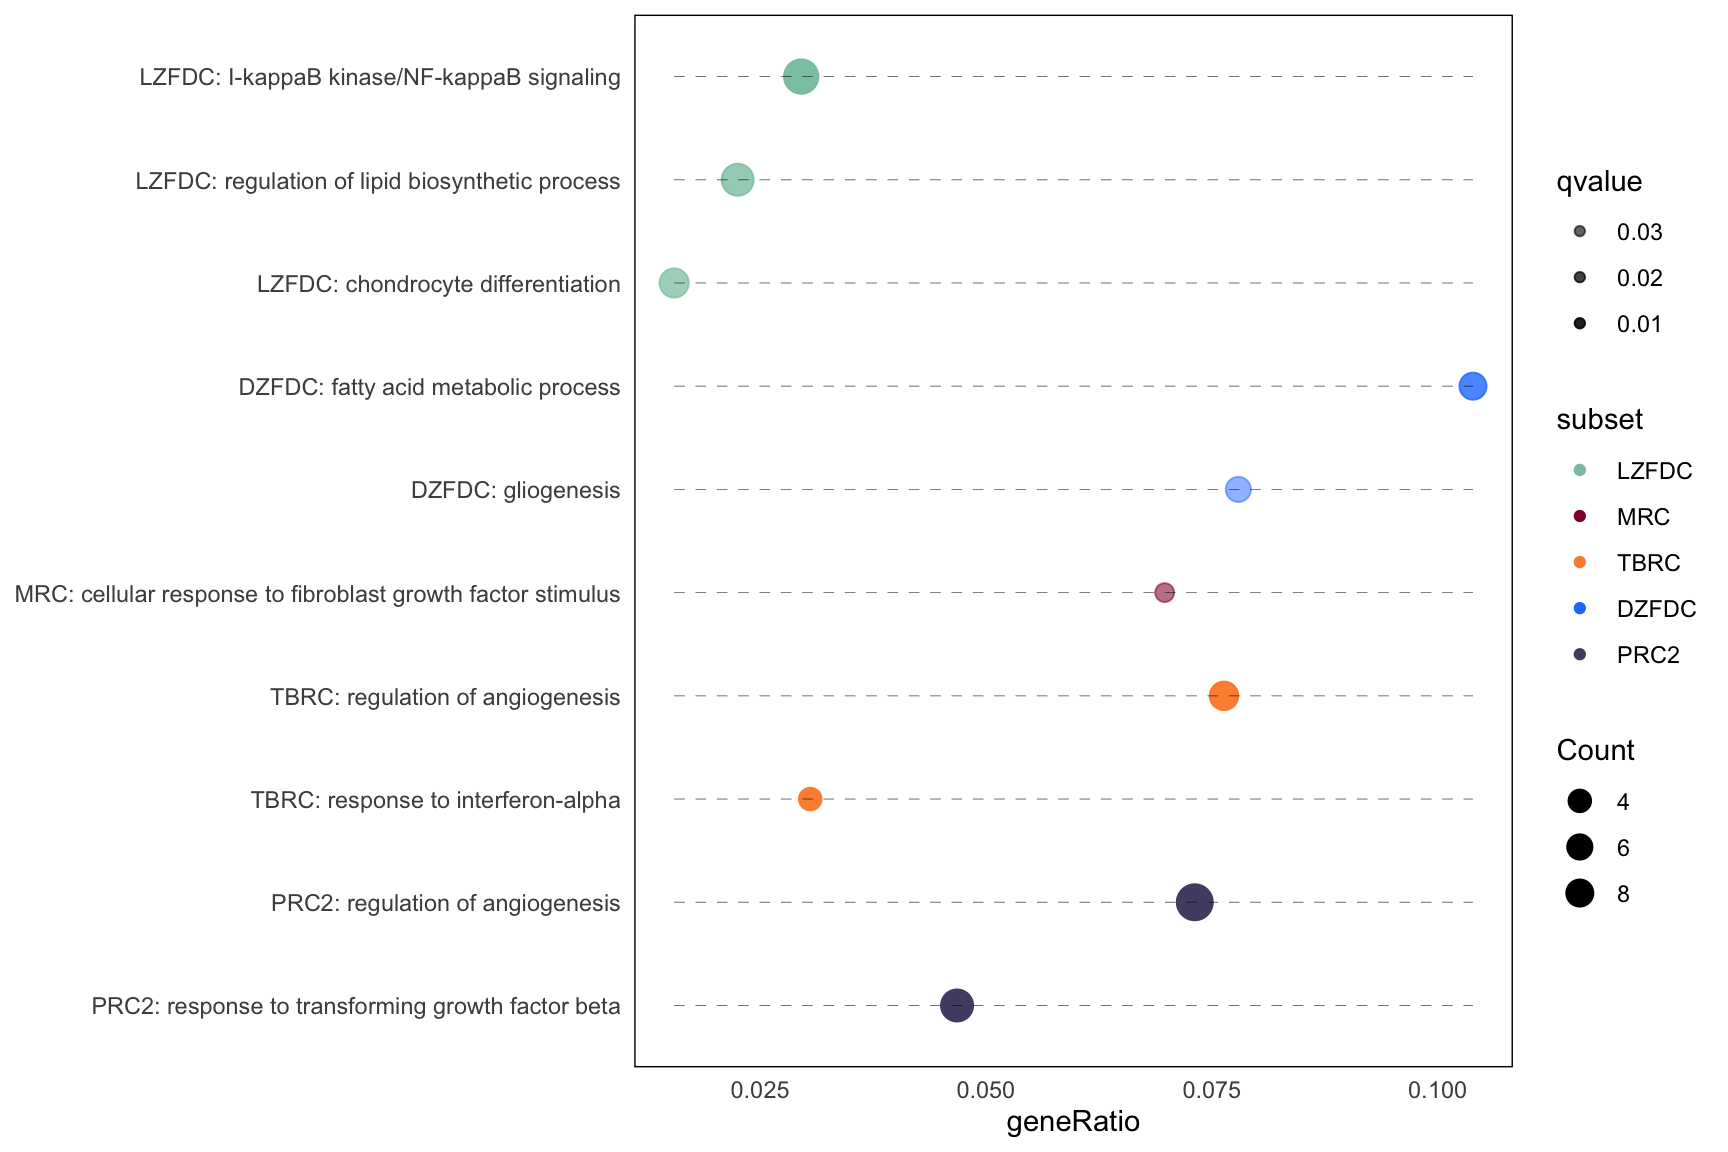 LZFDC: I-kappaB kinase/NF-kappaB signaling
LZFDC: regulation of lipid biosynthetic process
LZFDC: chondrocyte differentiation
DZFDC: fatty acid metabolic process
DZFDC: gliogenesis
MRC: cellular response to fibroblast growth factor stimulus
TBRC: regulation of angiogenesis
TBRC: response to interferon-alpha
PRC2: regulation of angiogenesis
PRC2: response to transforming growth factor beta
0.025 0.050 0.075 0.100
geneRatio
qvalue
0.03
0.02
0.01
subset
LZFDC
MRC
TBRC
DZFDC
PRC2
Count
4
6
8